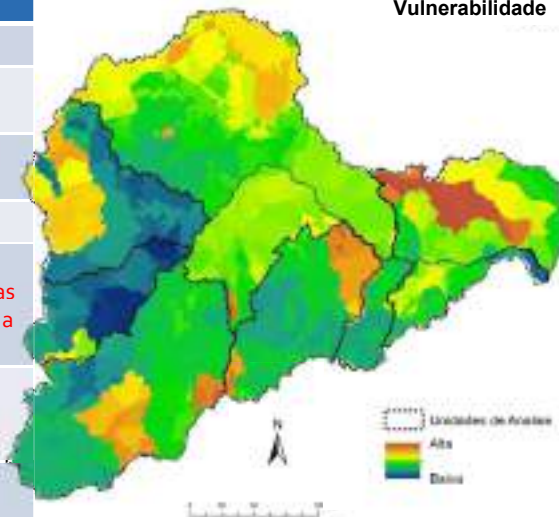 Vulnerabilidade
as
a
N
Unidades de Análise
Alta
Baixa